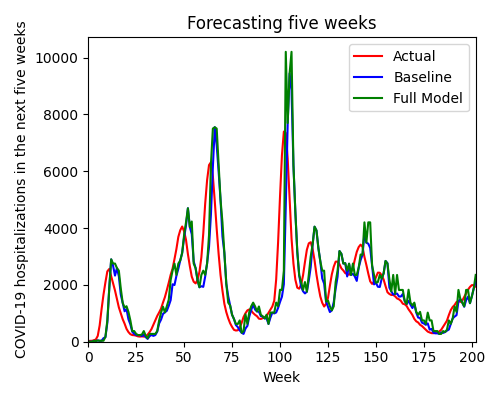 Forecasting five weeks
COVID-19 hospitalizations in the next five weeks
10000
8000
6000
4000
2000
0
Actual
Baseline
Full Model
0
25
50
75
100
125
150
175
200
Week